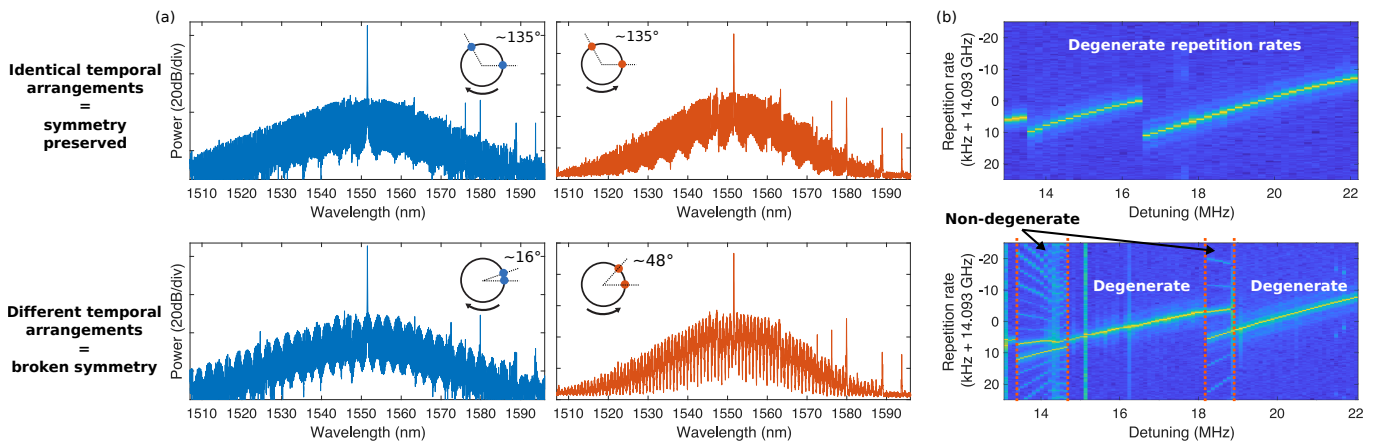 (a)
(b)
Identical temporal
arrangements
=
symmetry
preserved
Power (20dB/div)
~135°
1510 1520 1530 1540 1550 1560 1570 1580 1590
Wavelength (nm)
~135°
1510 1520 1530 1540 1550 1560 1570 1580 1590
Wavelength (nm)
Repetition rate
(kHz + 14.093 GHz)
-20
-10
0
10
20
Degenerate repetition rates
14 16 18 20 22
Detuning (MHz)
Different temporal
arrangements
=
broken symmetry
Power (20dB/div)
~16°
1510 1520 1530 1540 1550 1560 1570 1580 1590
Wavelength (nm)
~48°
1510 1520 1530 1540 1550 1560 1570 1580 1590
Wavelength (nm)
Non-degenerate
Repetition rate
(kHz + 14.093 GHz)
-20
-10
0
10
20
Degenerate
Degenerate
14 16 18 20 22
Detuning (MHz)